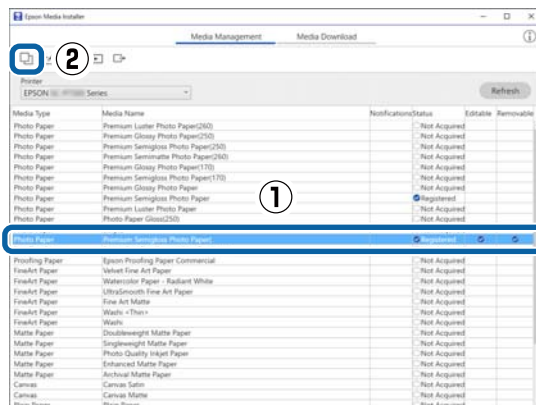 Epson Media Installer
Media Management Media Download
②
Printer
EPSON Series
Refresh
Media Type Media Name Notifications Status Editable Removable
Photo Paper Premium Luster Photo Paper(260) Not Acquired
Photo Paper Premium Glossy Photo Paper(250) Not Acquired
Photo Paper Premium Semigloss Photo Paper(250) Not Acquired
Photo Paper Premium Semimatte Photo Paper(260) Not Acquired
Photo Paper Premium Glossy Photo Paper(170) Not Acquired
Photo Paper Premium Semigloss Photo Paper(170) Not Acquired
Photo Paper Premium Glossy Photo Paper Not Acquired
Photo Paper Premium Semigloss Photo Paper Registered
Photo Paper Premium Luster Photo Paper Not Acquired
Photo Paper Photo Paper Gloss(250) Not Acquired
①
Photo Paper Premium Semigloss Photo Paper( Registered
Proofing Paper Epson Proofing Paper Commercial Not Acquired
FineArt Paper Velvet Fine Art Paper Not Acquired
FineArt Paper Watercolor Paper - Radiant White Not Acquired
FineArt Paper UltraSmooth Fine Art Paper Not Acquired
FineArt Paper Fine Art Matte Not Acquired
FineArt Paper Washi <Thin> Not Acquired
FineArt Paper Washi Not Acquired
Matte Paper Doubleweight Matte Paper Not Acquired
Matte Paper Singleweight Matte Paper Not Acquired
Matte Paper Photo Quality Inkjet Paper Not Acquired
Matte Paper Enhanced Matte Paper Not Acquired
Matte Paper Archival Matte Paper Not Acquired
Canvas Canvas Satin Not Acquired
Canvas Canvas Matte Not Acquired
Plain Paper Plain Paper Not Acquired